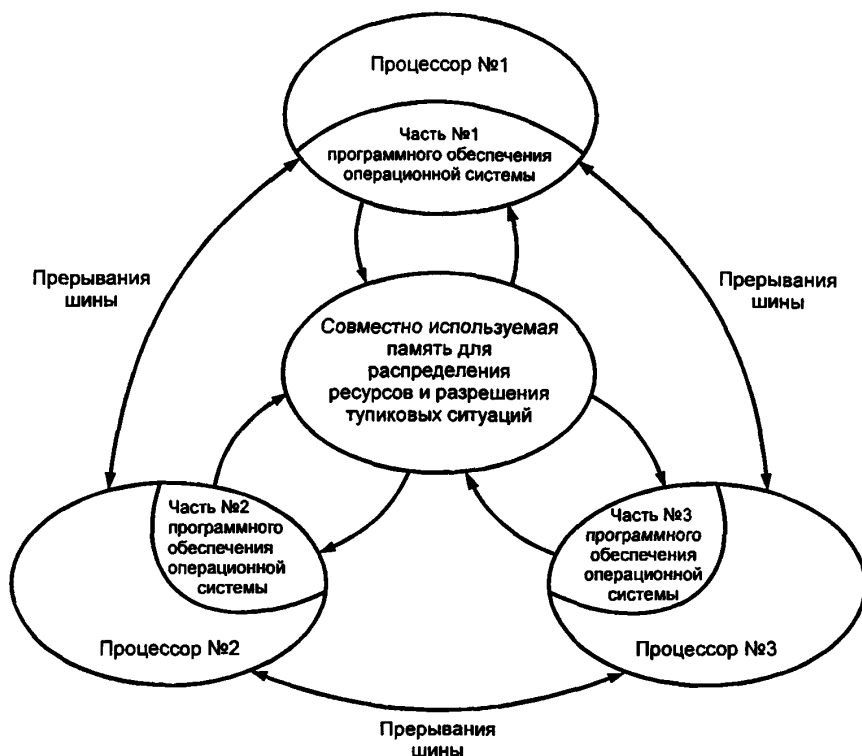 Процессор №1
Часть №1
программного обеспечения
операционной системы
Прерывания
шины
Прерывания
шины
Совместно используемая
память для
распределения
ресурсов и разрешения
тупиковых ситуаций
Часть №2
программного
обеспечения
операционной
системы
Процессор №2
Часть №3
программного
обеспечения
операционной
системы
Процессор №3
Прерывания
шины